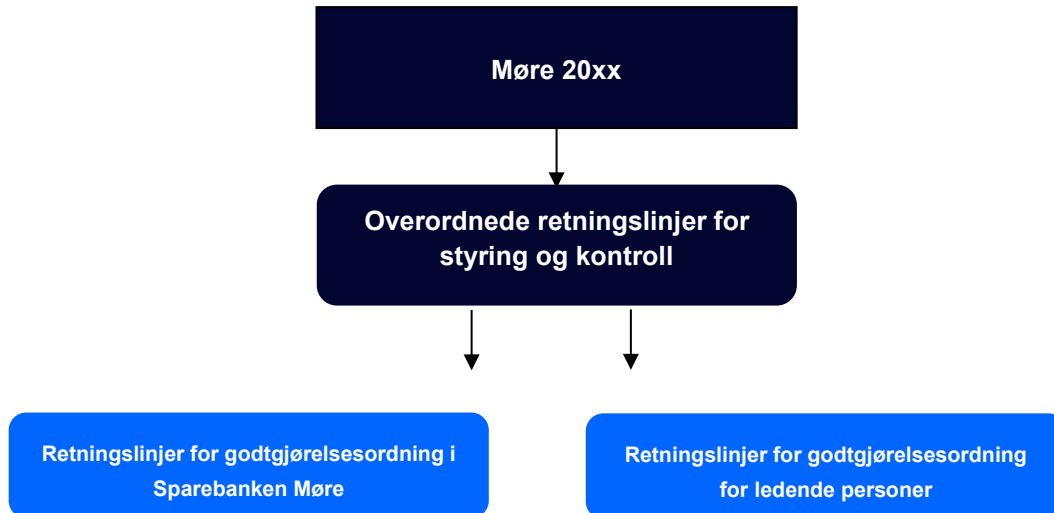 Møre 20xx
Overordnede retningslinjer for
styring og kontroll
Retningslinjer for godtgjørelsesordning i
Sparebanken Møre
Retningslinjer for godtgjørelsesordning
for ledende personer